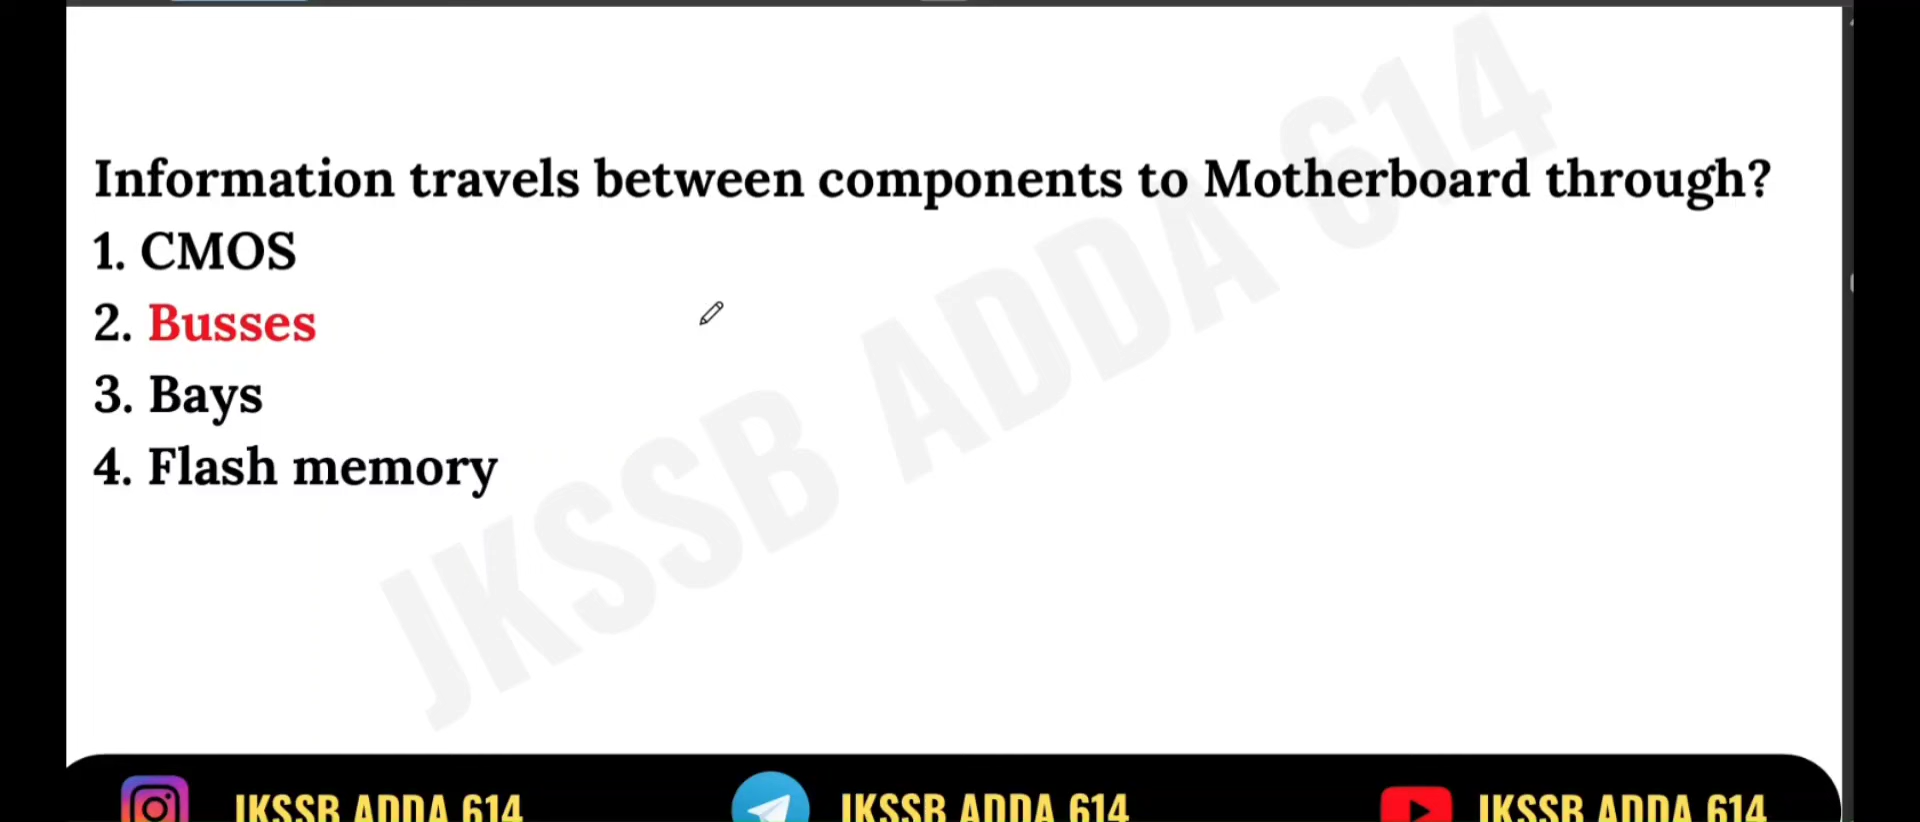 Information travels between components to Motherboard through?
1. CMOS
2. Busses
3. Bays
4. Flash memory
JKSSB ADDA 614
JKSSB ADDA 614
JKSSB ADDA 614
JKSSB ADDA 614